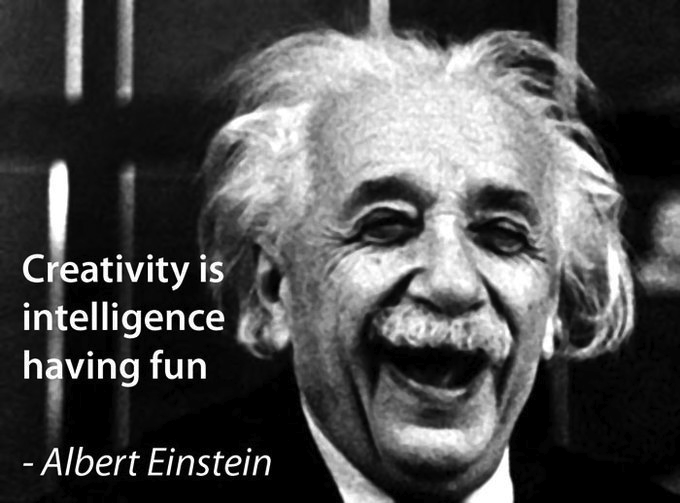 Creativity is
intelligence
having fun
- Albert Einstein